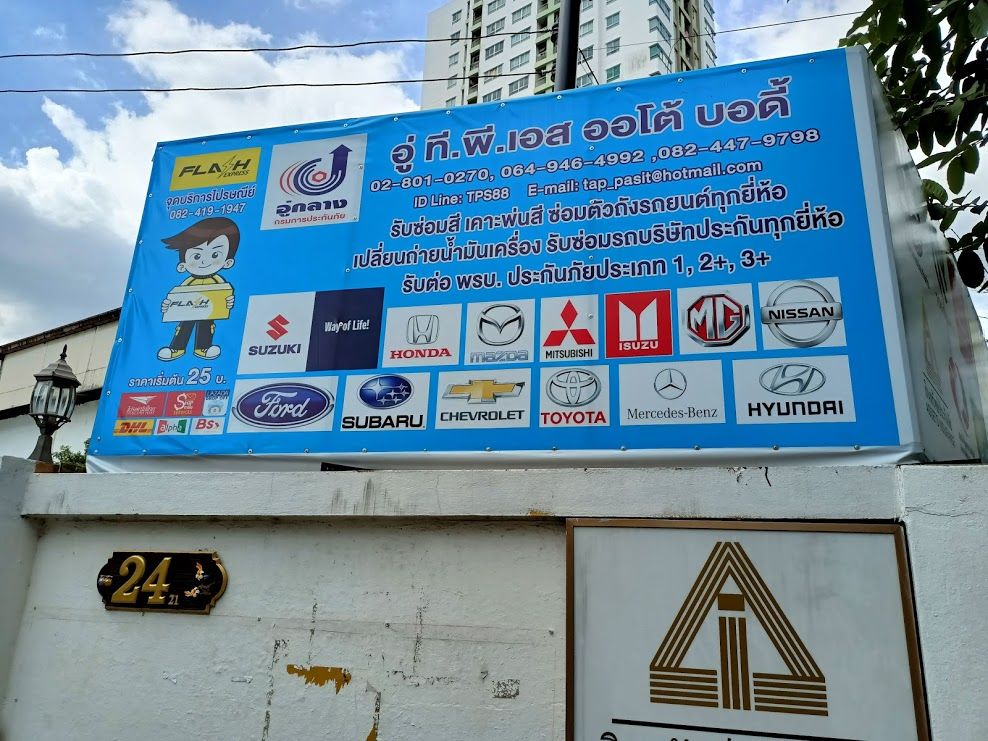 อู่ ที.พี.เอส ออโต้ บอดี้
02-801-0270, 064-946-4992 ,082-447-9798
ID Line: TPS88 E-mail: tap_pasit@hotmail.com
รับซ่อมสี เคาะพ่นสี ซ่อมตัวถังรถยนต์ทุกยี่ห้อ
เปลี่ยนถ่ายน้ำมันเครื่อง รับซ่อมรถบริษัทประกันทุกยี่ห้อ
รับต่อ พรบ. ประกันภัยประเภท 1, 2+, 3+
FLASH
EXPRESS
จุดบริการไปรษณีย์
082-419-1947
อู่กลาง
กรมการประกันภัย
FLASH
ราคาเริ่มต้น 25 บ.
DHL alpha Bs
SUZUKI
Way of Life!
HONDA
mazda
MITSUBISHI
ISUZU
MG
NISSAN
Ford
SUBARU
CHEVROLET
TOYOTA
Mercedes-Benz
HYUNDAI
24
21